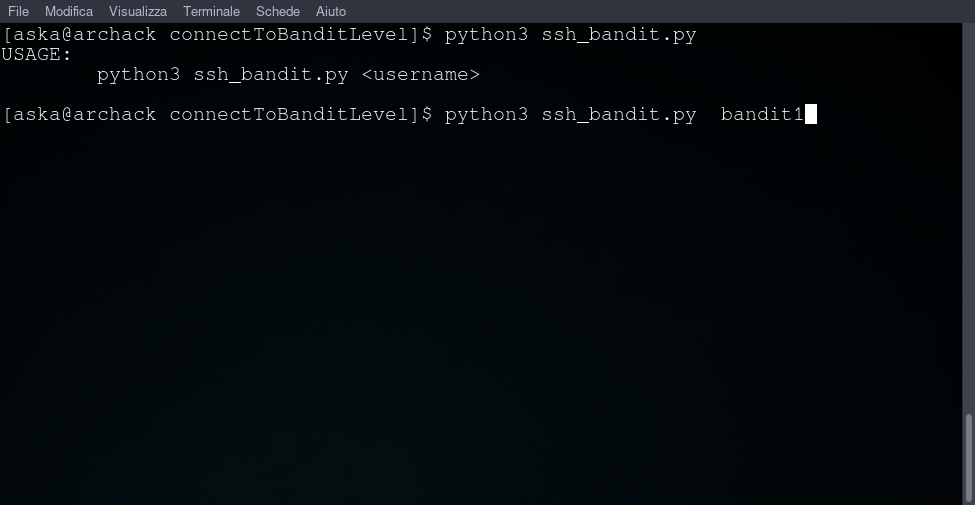 File Modifica Visualizza Terminale Schede Aiuto
[aska@archack connectToBanditLevel]$ python3 ssh_bandit.py
USAGE:
        python3 ssh_bandit.py <username>
[aska@archack connectToBanditLevel]$ python3 ssh_bandit.py  bandit1